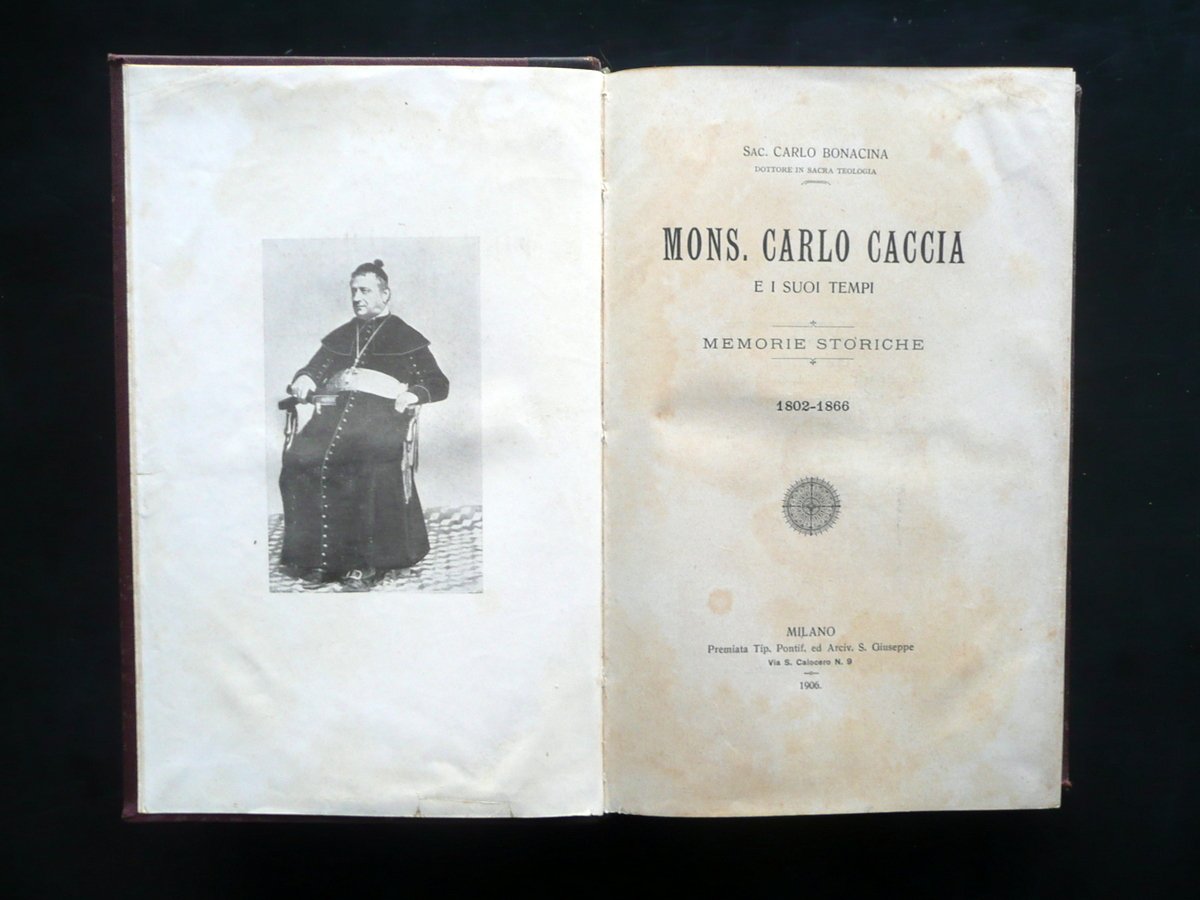 SAC. CARLO BONACINA
DOTTORE IN SACRA TEOLOGIA
MONS. CARLO CACCIA
E I SUOI TEMPI
MEMORIE STORICHE
1802-1866
MILANO
Premiata Tip. Pontif. ed Arciv. S. Giuseppe
Via S. Calocero N. 9
1906.